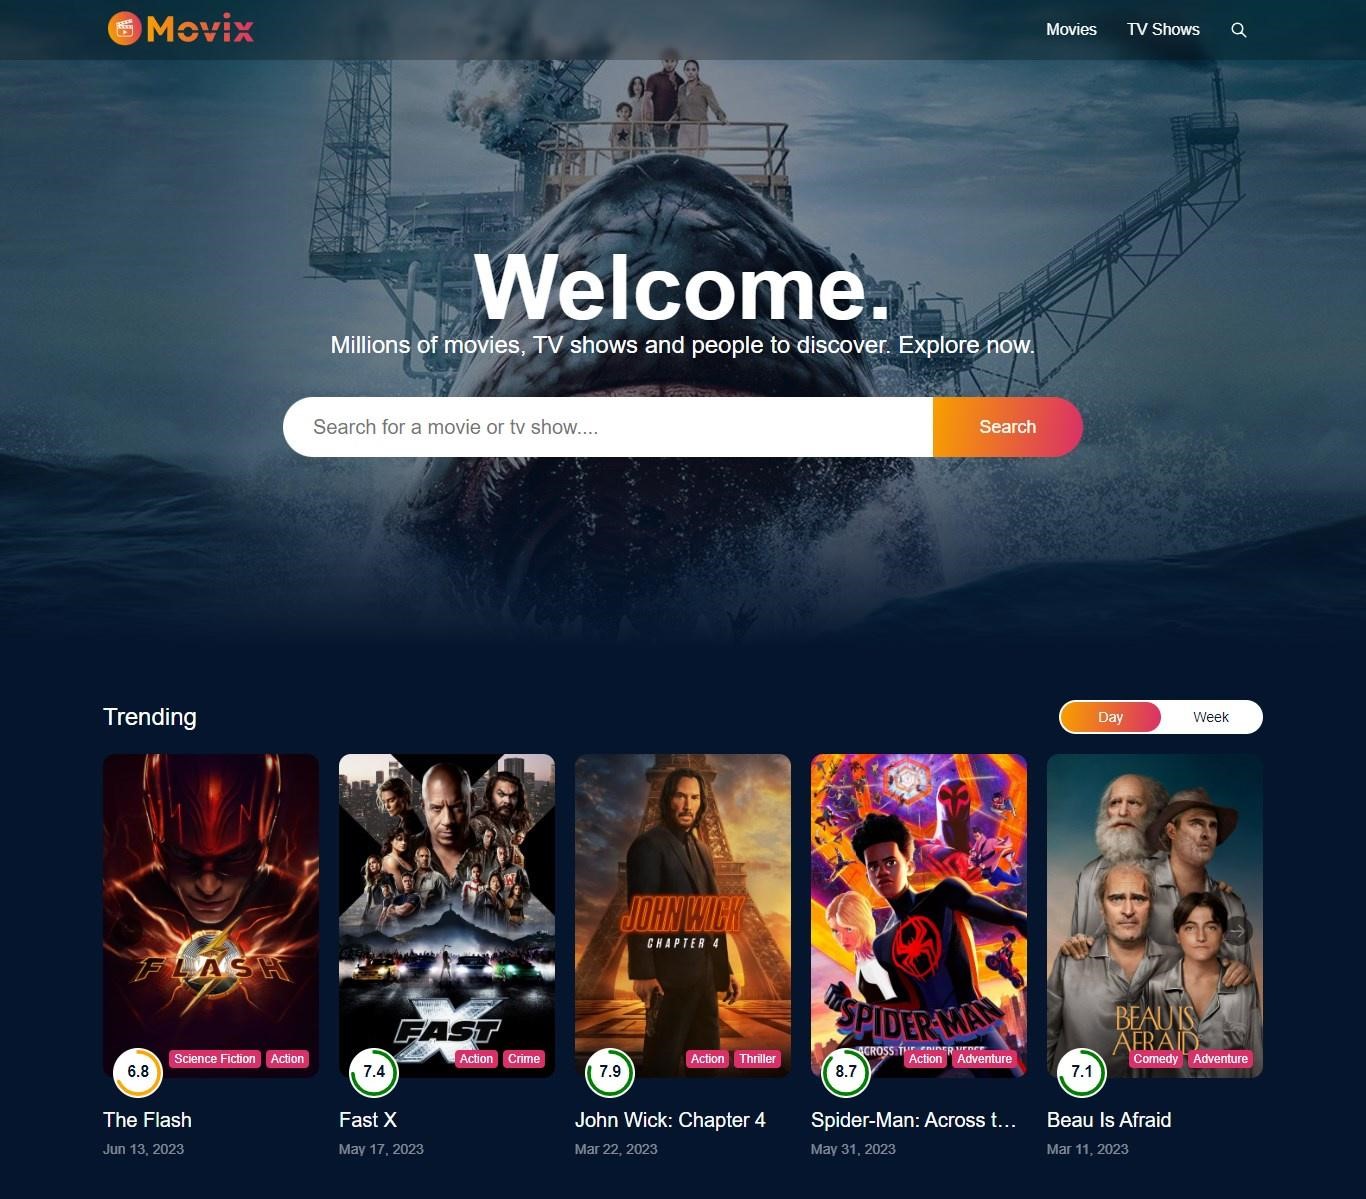 Movix
Movies
TV Shows
Welcome.
Millions of movies, TV shows and people to discover. Explore now.
Search for a movie or tv show....
Search
Trending
Day
Week
FLASH
FAST X
JOHN WICK
CHAPTER 4
SPIDER-MAN
ACROSS THE SPIDER-VERSE
BEAU IS
AFRAID
6.8
Science Fiction
Action
7.4
Action
Crime
7.9
Action
Thriller
8.7
Action
Adventure
7.1
Comedy
Adventure
The Flash
Fast X
John Wick: Chapter 4
Spider-Man: Across t...
Beau Is Afraid
Jun 13, 2023
May 17, 2023
Mar 22, 2023
May 31, 2023
Mar 11, 2023